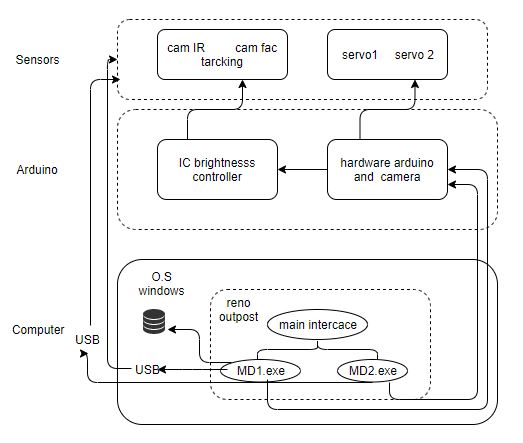 Sensors
cam IR cam fac
tarcking
servo1 servo 2
Arduino
IC brightnesss
controller
hardware arduino
and camera
Computer
O.S
windows
reno
outpost
main intercace
USB
USB
MD1.exe
MD2.exe